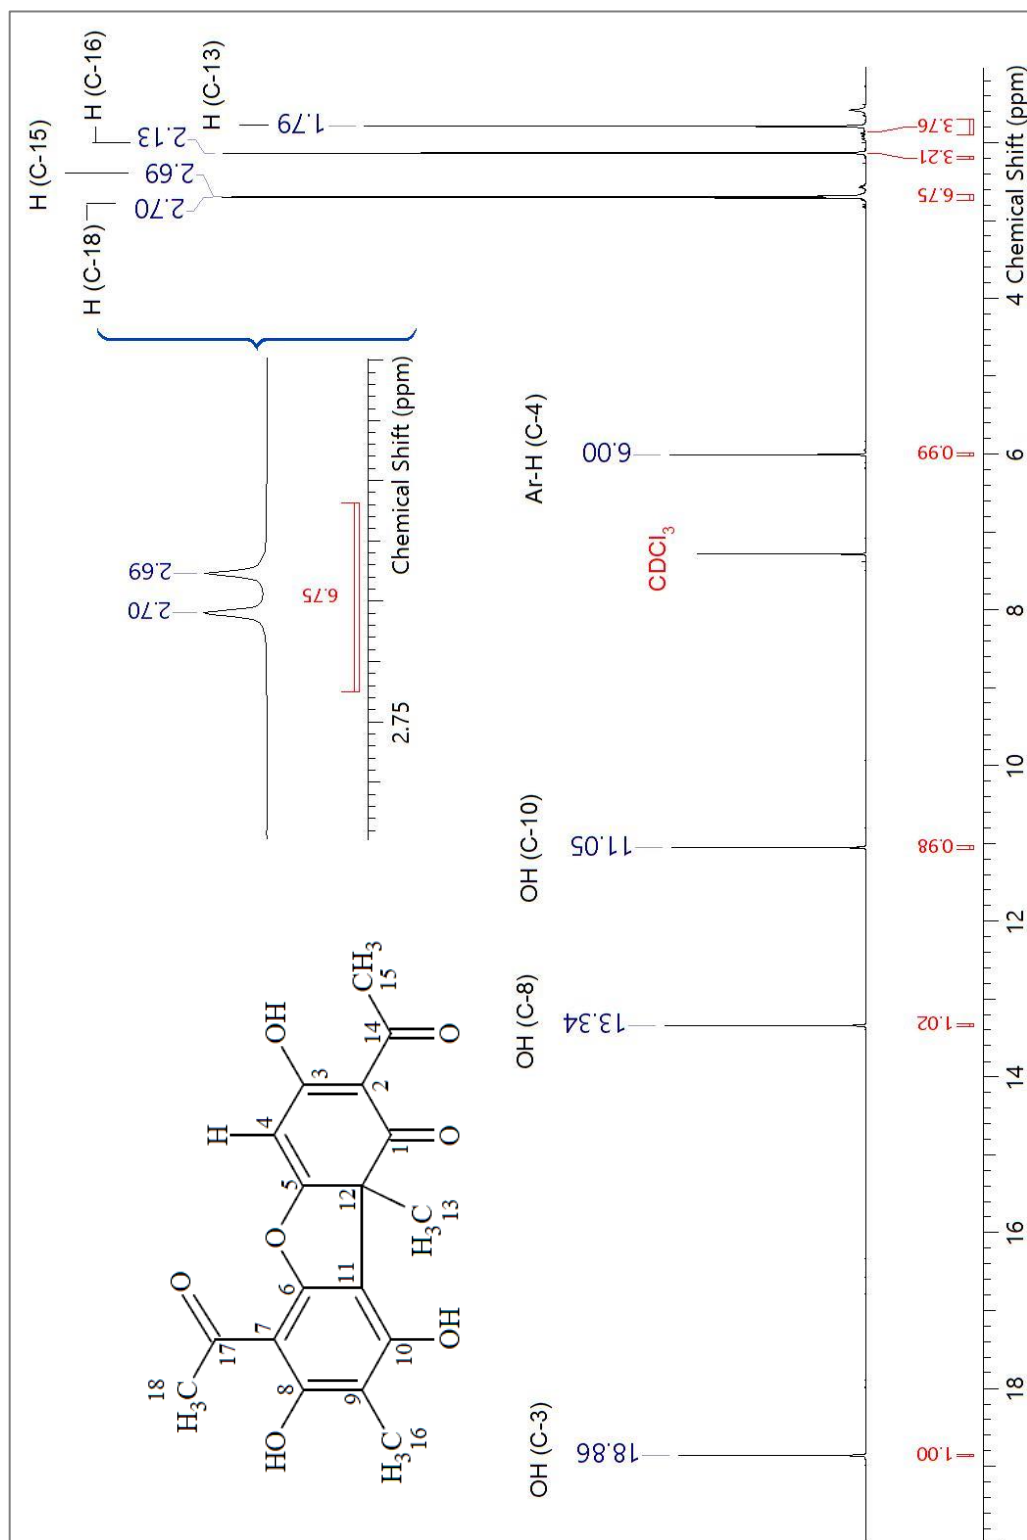 H (C-16)
H (C-13)
H (C-15)
H (C-18)
1.79
2.13
2.69
2.70
3.76
3.21
6.75
2.69
2.70
6.75
Chemical Shift (ppm)
2.75
Ar-H (C-4)
6.00
0.99
CDCl3
OH (C-10)
11.05
0.98
OH (C-8)
13.34
1.02
OH (C-3)
18.86
1.00
H
OH
CH3
15
14
O
3
4
2
1
O
5
12
H3C
13
O
6
11
7
17
O
18
H3C
8
HO
9
10
OH
H3C
16
18
16
14
12
10
8
6
4
Chemical Shift (ppm)